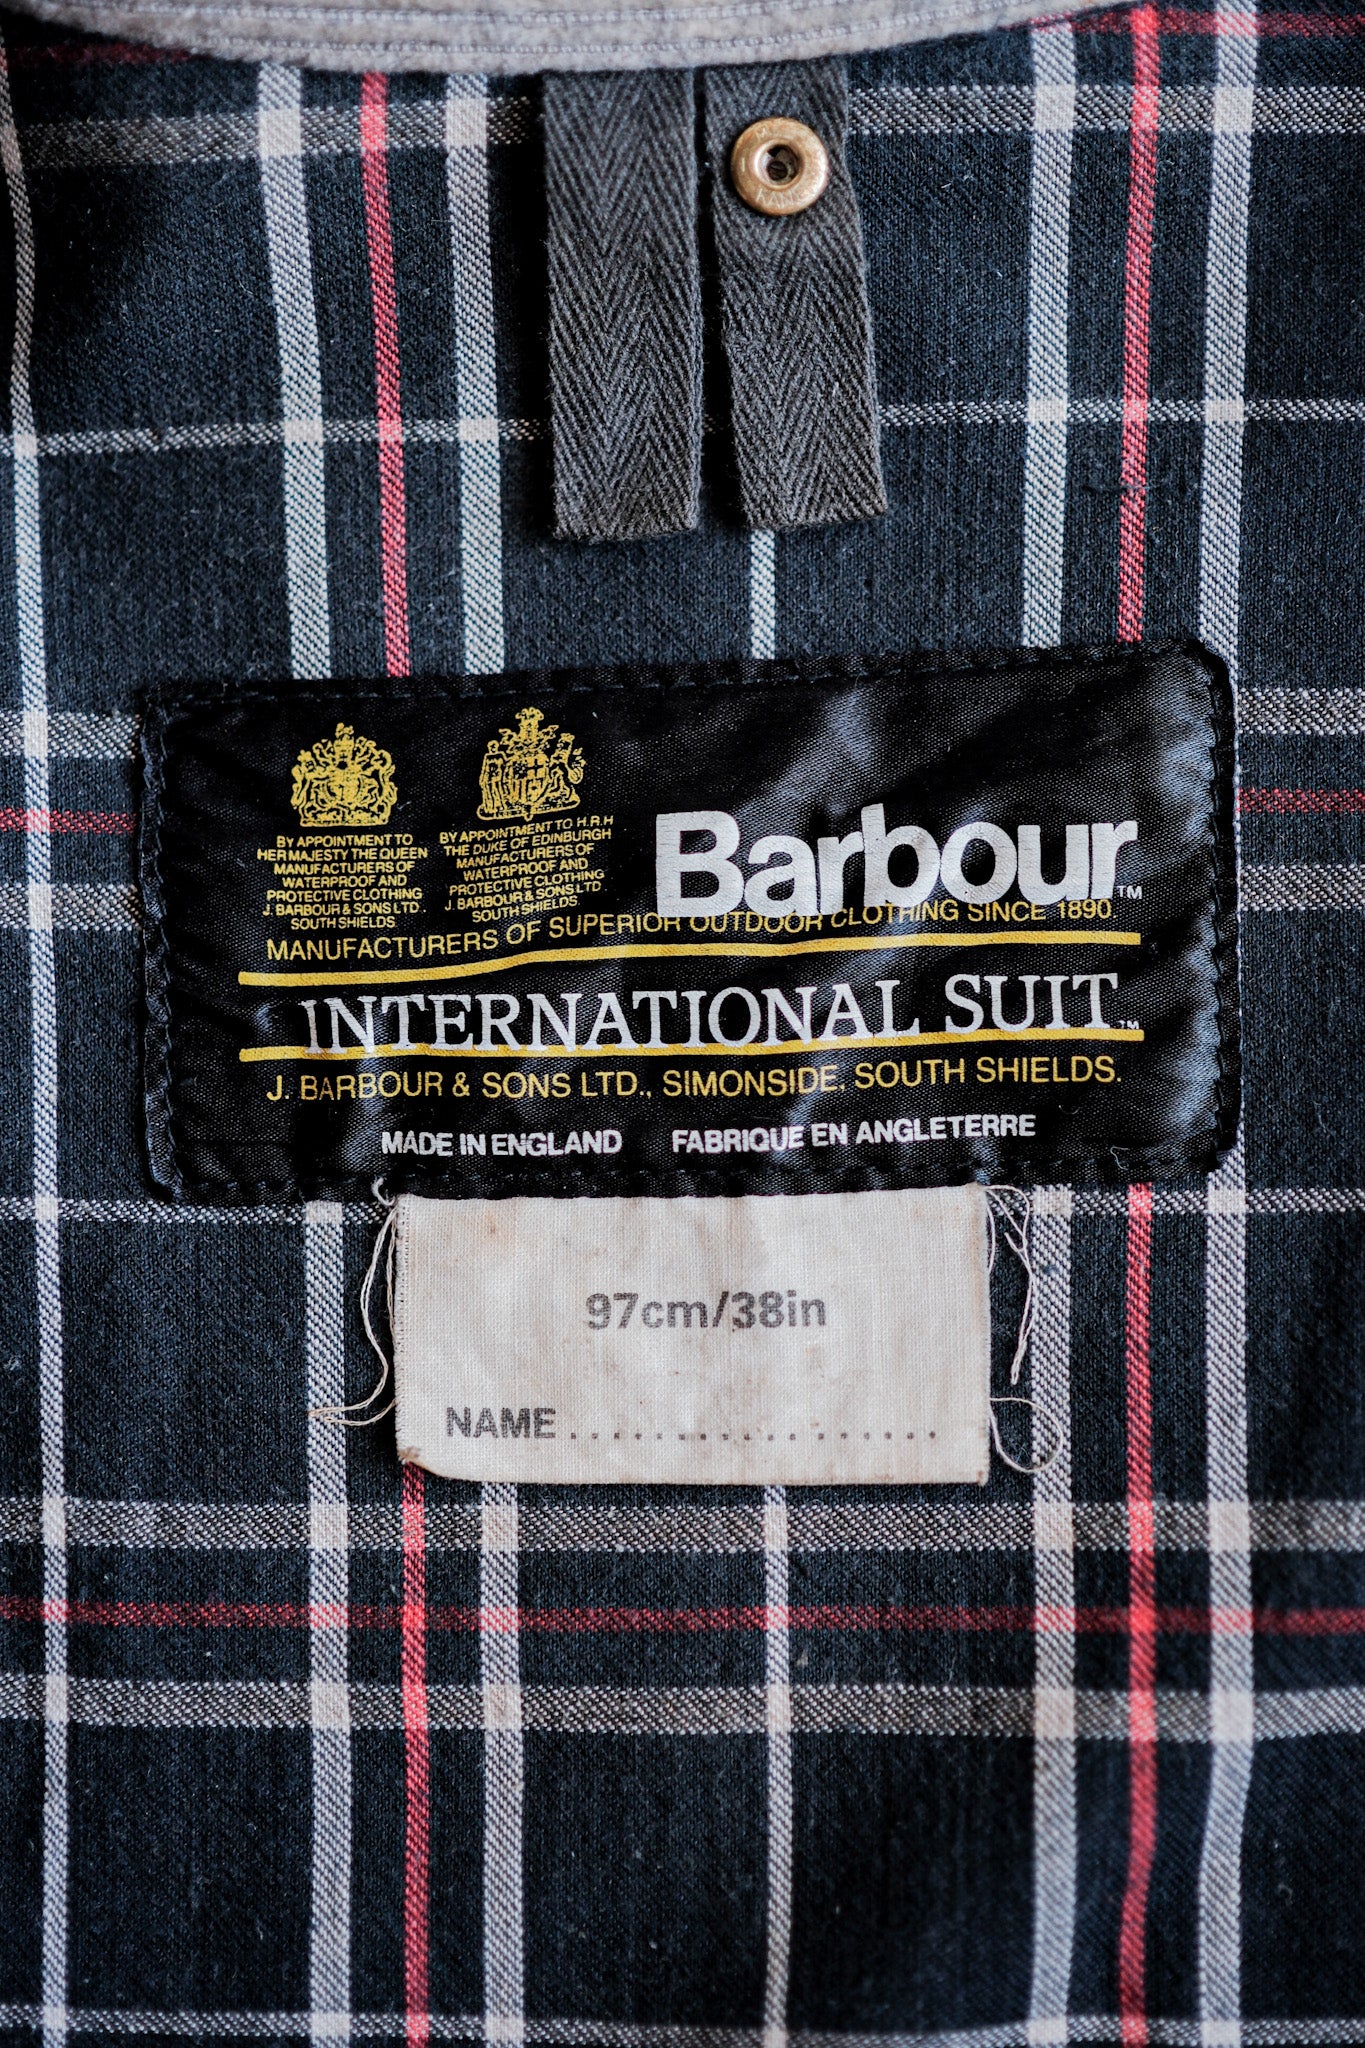 BY APPOINTMENT TO
HER MAJESTY THE QUEEN
MANUFACTURERS OF
WATERPROOF AND
PROTECTIVE CLOTHING
J. BARBOUR & SONS LTD.
SOUTH SHIELDS
BY APPOINTMENT TO H.R.H
THE DUKE OF EDINBURGH
MANUFACTURERS OF
WATERPROOF AND
PROTECTIVE CLOTHING
J. BARBOUR & SONS LTD.
SOUTH SHIELDS.
Barbour™
MANUFACTURERS OF SUPERIOR OUTDOOR CLOTHING SINCE 1890.
INTERNATIONAL SUIT™
J. BARBOUR & SONS LTD., SIMONSIDE, SOUTH SHIELDS.
MADE IN ENGLAND FABRIQUE EN ANGLETERRE
97cm/38in
NAME..................